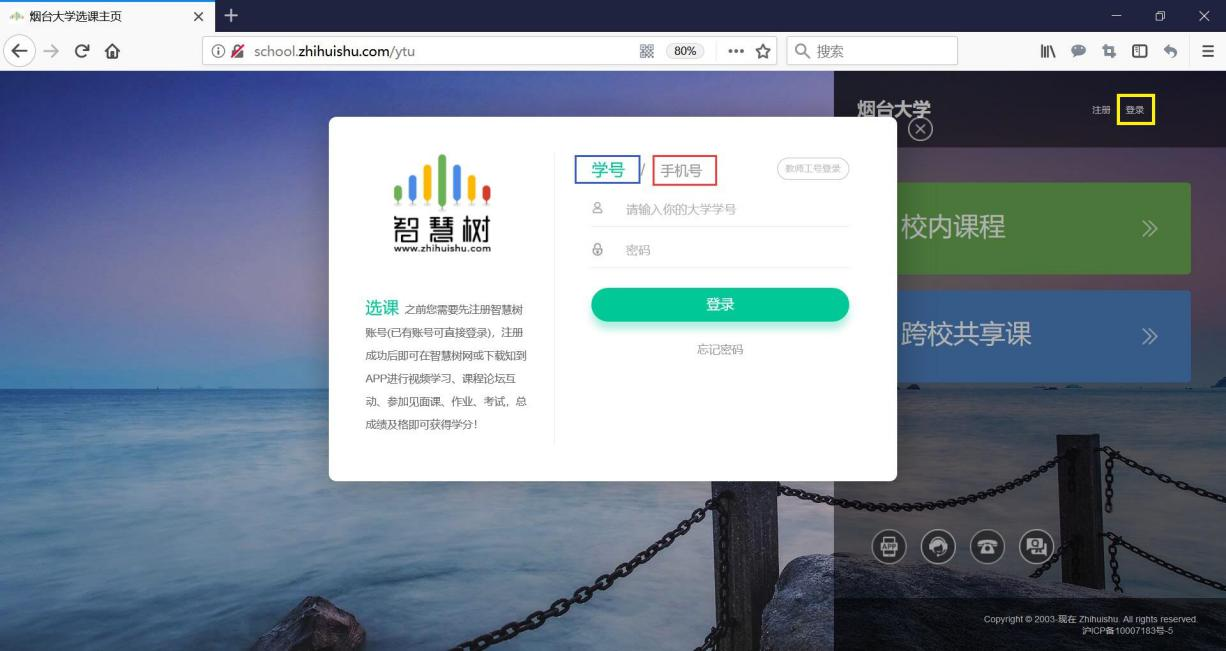 烟台大学选课主页
school.zhihuishu.com/ytu
80%
搜索
烟台大学
注册
登录
智慧树
www.zhihuishu.com
选课 之前您需要先注册智慧树
账号(已有账号可直接登录)，注册
成功后即可在智慧树网或下载知到
APP进行视频学习、课程论坛互
动、参加见面课、作业、考试，总
成绩及格即可获得学分！
学号 / 手机号
教师工号登录
请输入你的大学学号
密码
登录
忘记密码
校内课程
跨校共享课
APP
Copyright © 2003-现在 Zhihuishu. All rights reserved.
沪ICP备10007183号-5